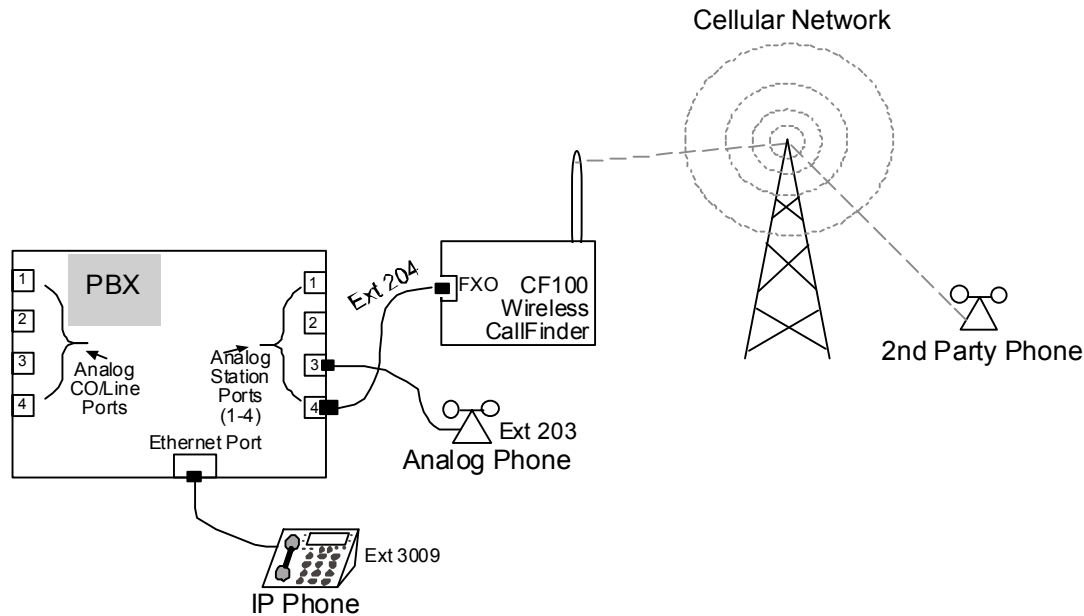 Cellular Network
PBX
1
2
3
4
Analog
CO/Line
Ports
Analog
Station
Ports
(1-4)
1
2
3
4
Ethernet Port
Ext 204
FXO
CF100
Wireless
CallFinder
2nd Party Phone
Ext 203
Analog Phone
Ext 3009
IP Phone